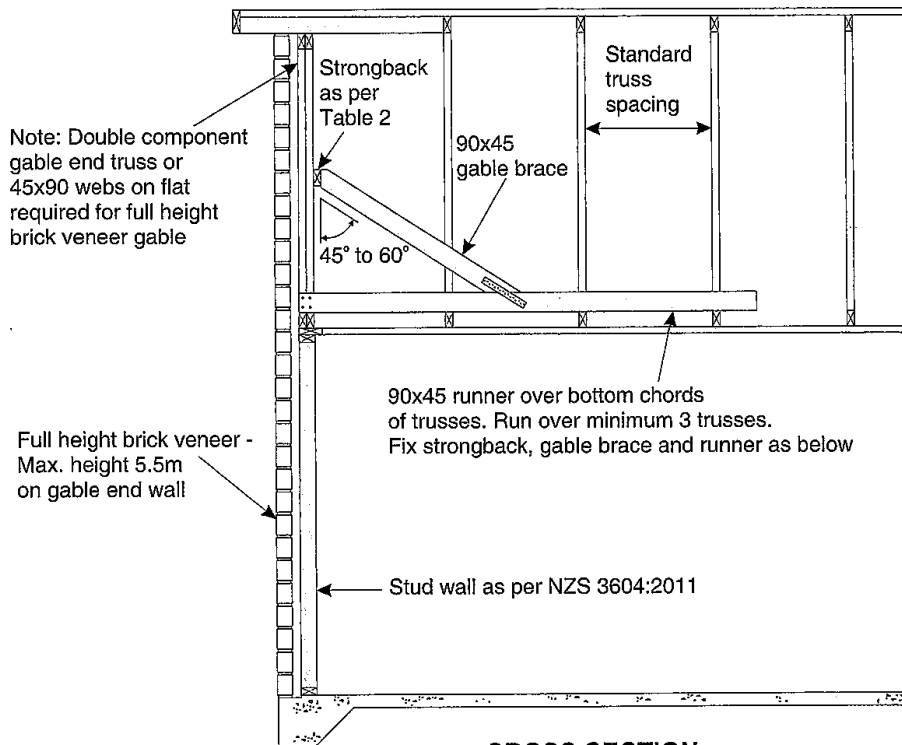 Strongback
as per
Table 2
Standard
truss
spacing
Note: Double component
gable end truss or
45x90 webs on flat
required for full height
brick veneer gable
90x45
gable brace
45° to 60°
90x45 runner over bottom chords
of trusses. Run over minimum 3 trusses.
Fix strongback, gable brace and runner as below
Full height brick veneer -
Max. height 5.5m
on gable end wall
Stud wall as per NZS 3604:2011